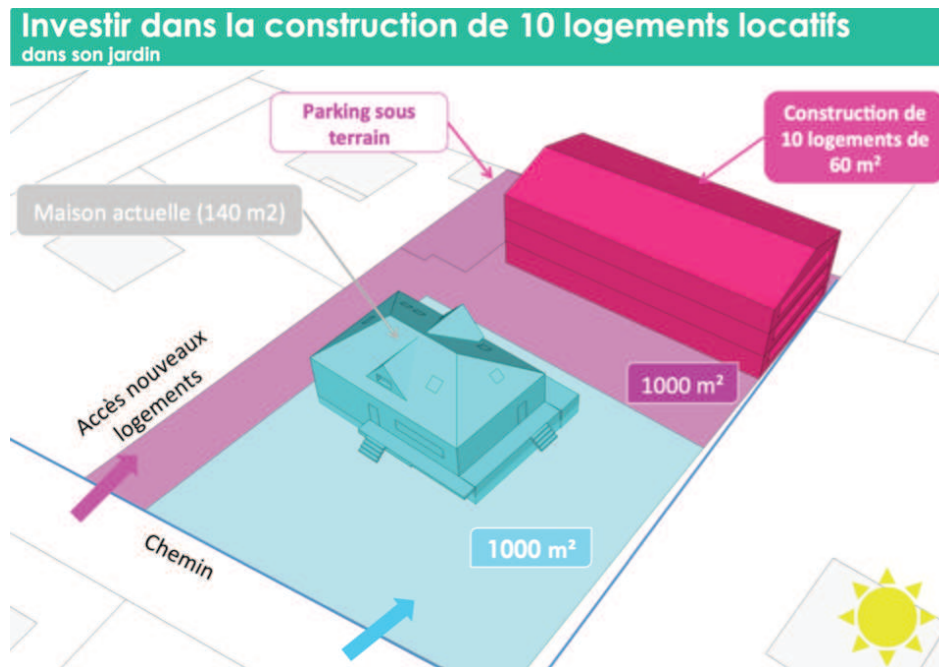 Investir dans la construction de 10 logements locatifs
dans son jardin
Parking sous
terrain
Construction de
10 logements de
60 m²
Maison actuelle (140 m2)
Accès nouveaux
logements
1000 m²
1000 m²
Chemin